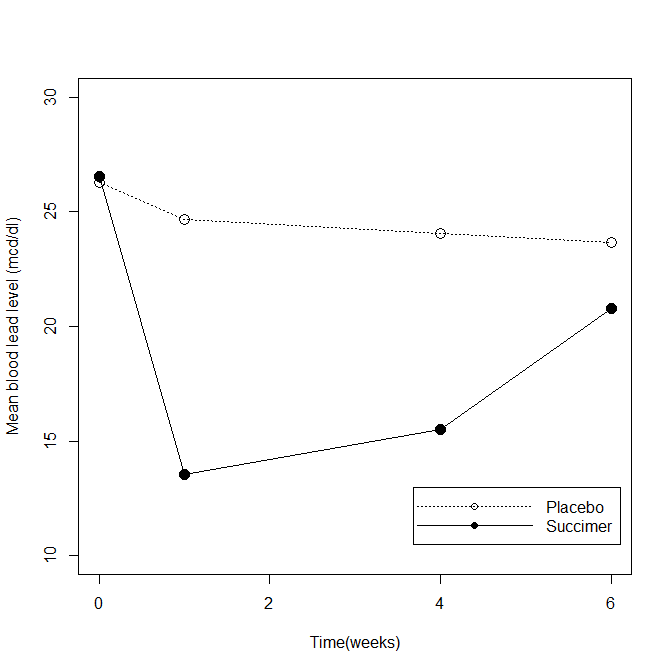 30
25
20
15
10
Mean blood lead level (mcd/dl)
Placebo
Succimer
0 2 4 6
Time(weeks)